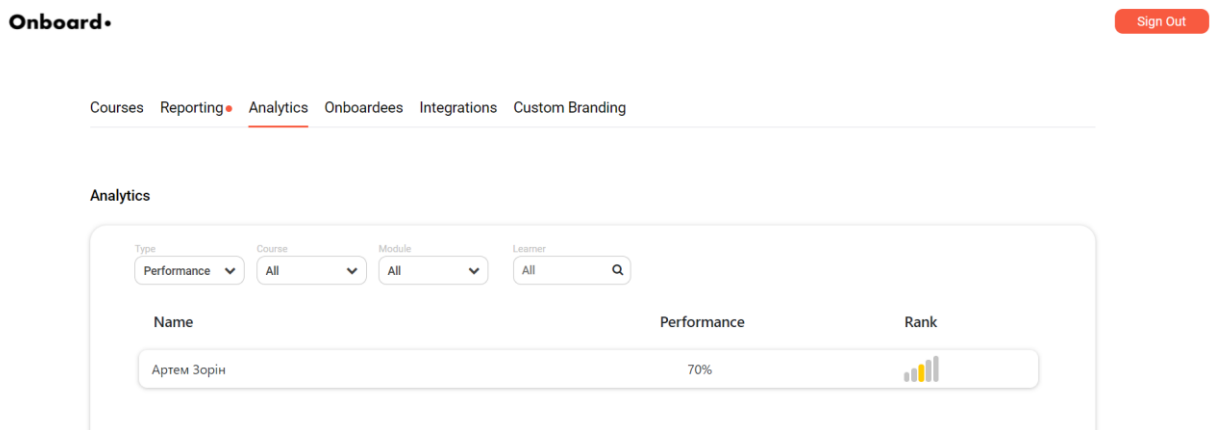 Onboard•
Sign Out
Courses Reporting Analytics Onboardees Integrations Custom Branding
Analytics
Type Course Module Learner
Performance All All All
Name Performance Rank
Артем Зорін 70%